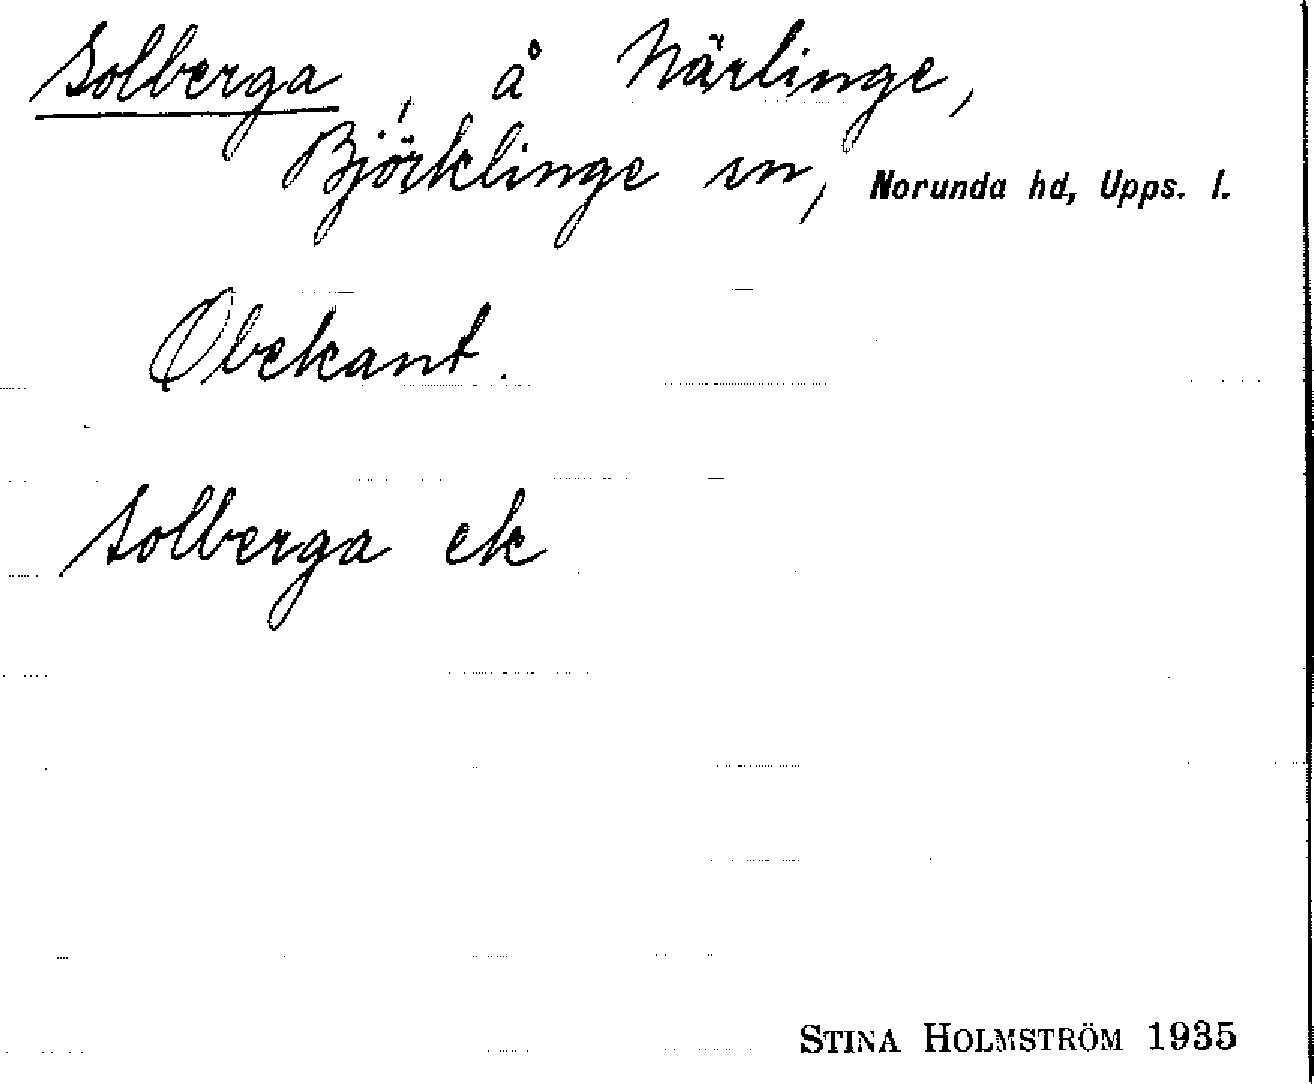 Solberga, å Närlinge,
Björklinge sn, Norunda hd, Upps. l.
Obekant.
Solberga ek
STINA HOLMSTRÖM 1935